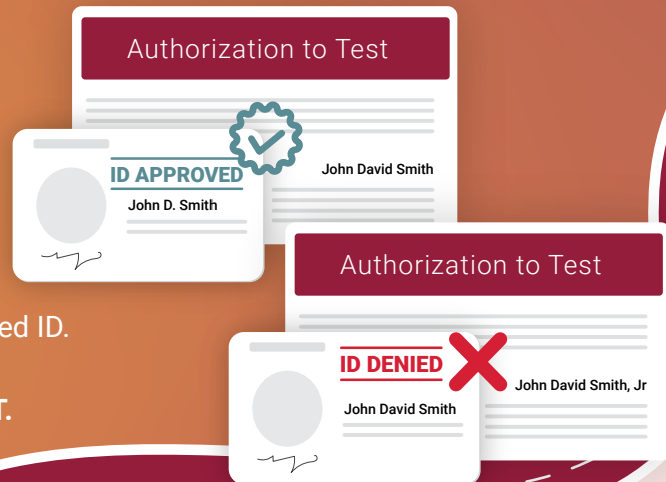 Authorization to Test
ID APPROVED
John David Smith
John D. Smith
Authorization to Test
ed ID.
ID DENIED
John David Smith, Jr
John David Smith
T.